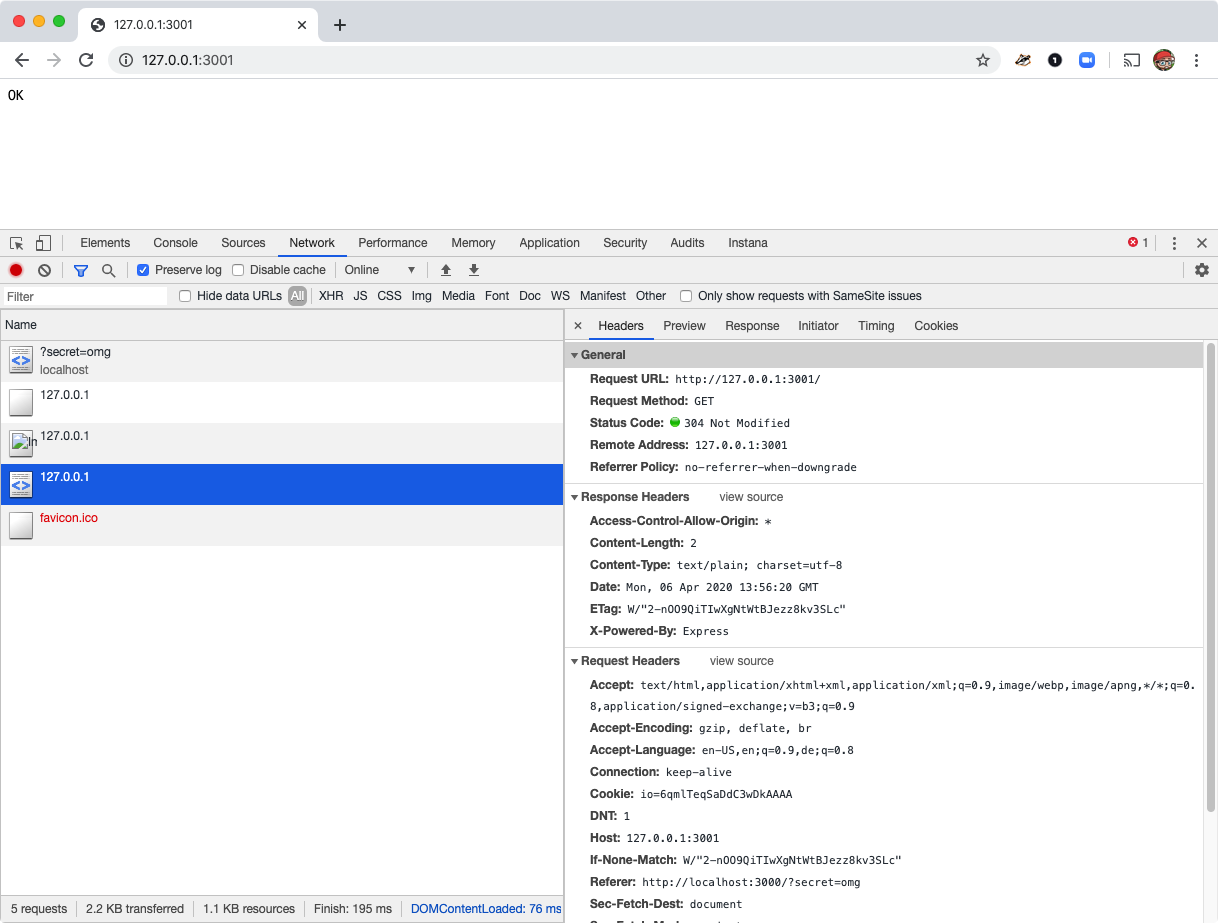 127.0.0.1:3001
127.0.0.1:3001
1
OK
Elements Console Sources Network Performance Memory Application Security Audits Instana 1
Preserve log Disable cache Online
Filter Hide data URLs All XHR JS CSS Img Media Font Doc WS Manifest Other Only show requests with SameSite issues
Name
?secret=omg
localhost
127.0.0.1
127.0.0.1
127.0.0.1
favicon.ico
Headers Preview Response Initiator Timing Cookies
General
Request URL: http://127.0.0.1:3001/
Request Method: GET
Status Code: 304 Not Modified
Remote Address: 127.0.0.1:3001
Referrer Policy: no-referrer-when-downgrade
Response Headers view source
Access-Control-Allow-Origin: *
Content-Length: 2
Content-Type: text/plain; charset=utf-8
Date: Mon, 06 Apr 2020 13:56:20 GMT
ETag: W/"2-nOO9QiTIwXgNtWtBJezz8kv3SLc"
X-Powered-By: Express
Request Headers view source
Accept: text/html,application/xhtml+xml,application/xml;q=0.9,image/webp,image/apng,*/*;q=0.
8,application/signed-exchange;v=b3;q=0.9
Accept-Encoding: gzip, deflate, br
Accept-Language: en-US,en;q=0.9,de;q=0.8
Connection: keep-alive
Cookie: io=6qmlTeqSaDdC3wDkAAAA
DNT: 1
Host: 127.0.0.1:3001
If-None-Match: W/"2-nOO9QiTIwXgNtWtBJezz8kv3SLc"
Referer: http://localhost:3000/?secret=omg
Sec-Fetch-Dest: document
5 requests 2.2 KB transferred 1.1 KB resources Finish: 195 ms DOMContentLoaded: 76 ms